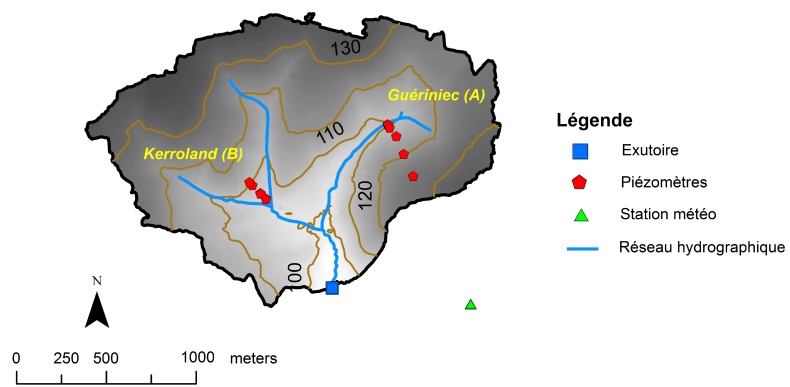 130
Guériniec (A)
110
Kerroland (B)
120
100
Légende
Exutoire
Piézomètres
Station météo
Réseau hydrographique
N
0 250 500 1000 meters